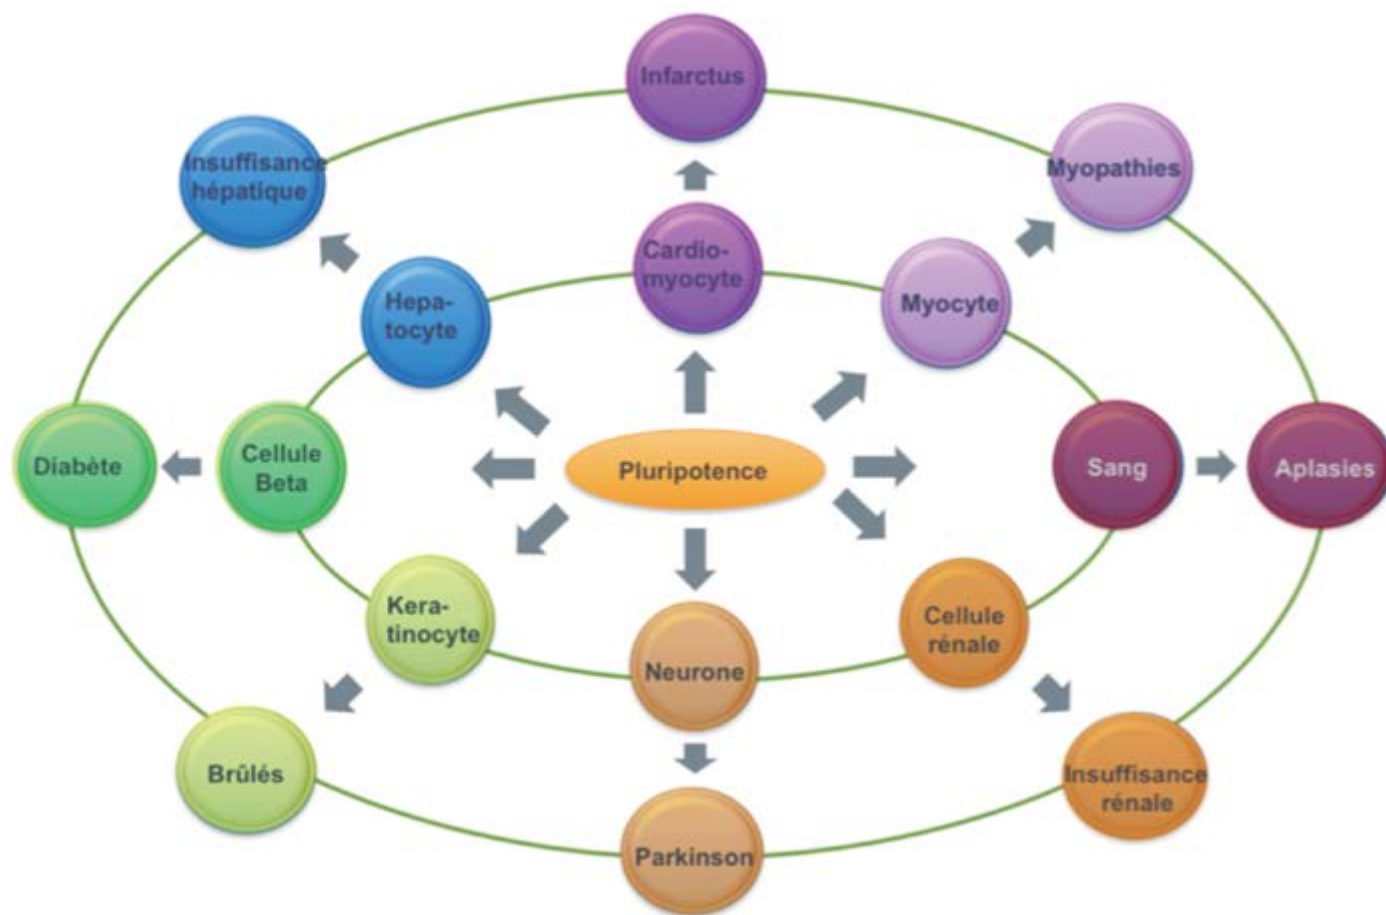 Infarctus
Insuffisance
hépatique
Myopathies
Cardio-
myocyte
Hepa-
tocyte
Myocyte
Diabète
Cellule
Beta
Pluripotence
Sang
Aplasies
Kera-
tinocyte
Neurone
Cellule
rénale
Brûlés
Parkinson
Insuffisance
rénale